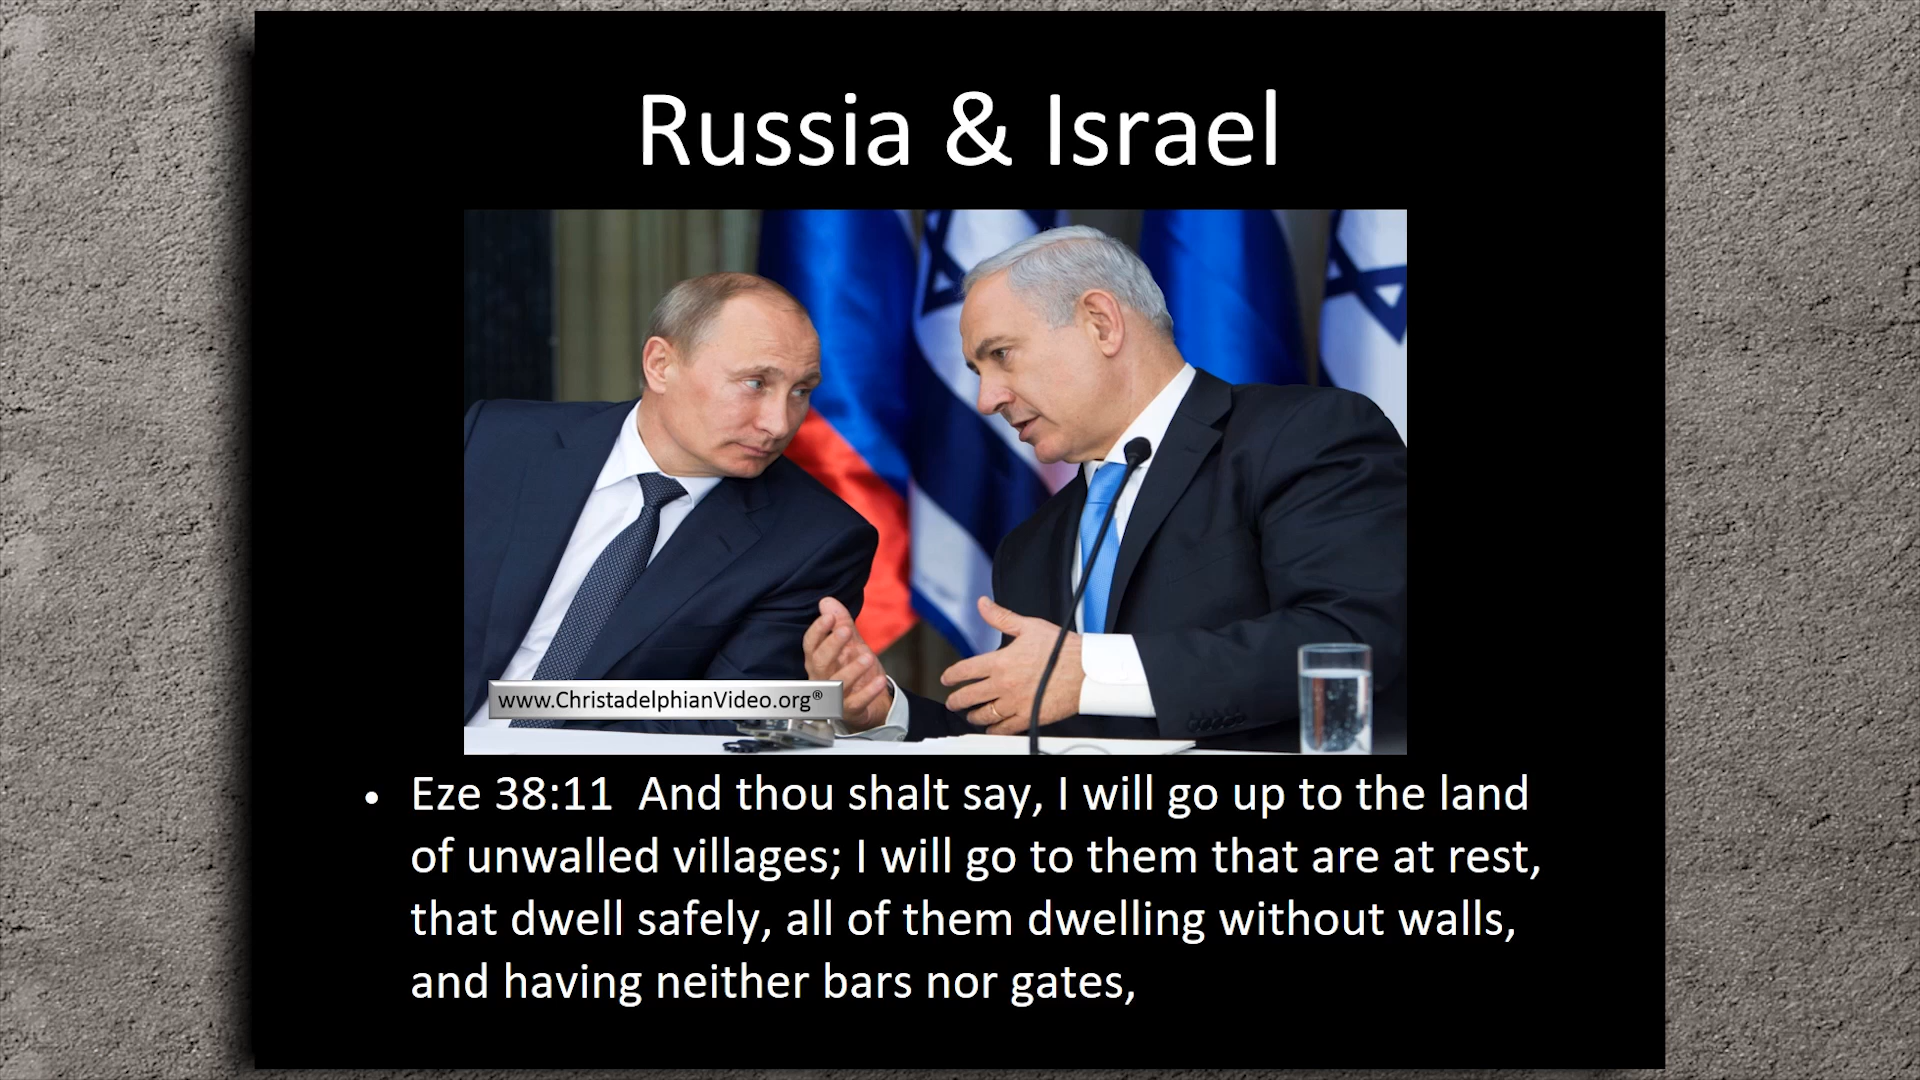 Russia & Israel
www.ChristadelphianVideo.org®
• Eze 38:11  And thou shalt say, I will go up to the land
of unwalled villages; I will go to them that are at rest,
that dwell safely, all of them dwelling without walls,
and having neither bars nor gates,